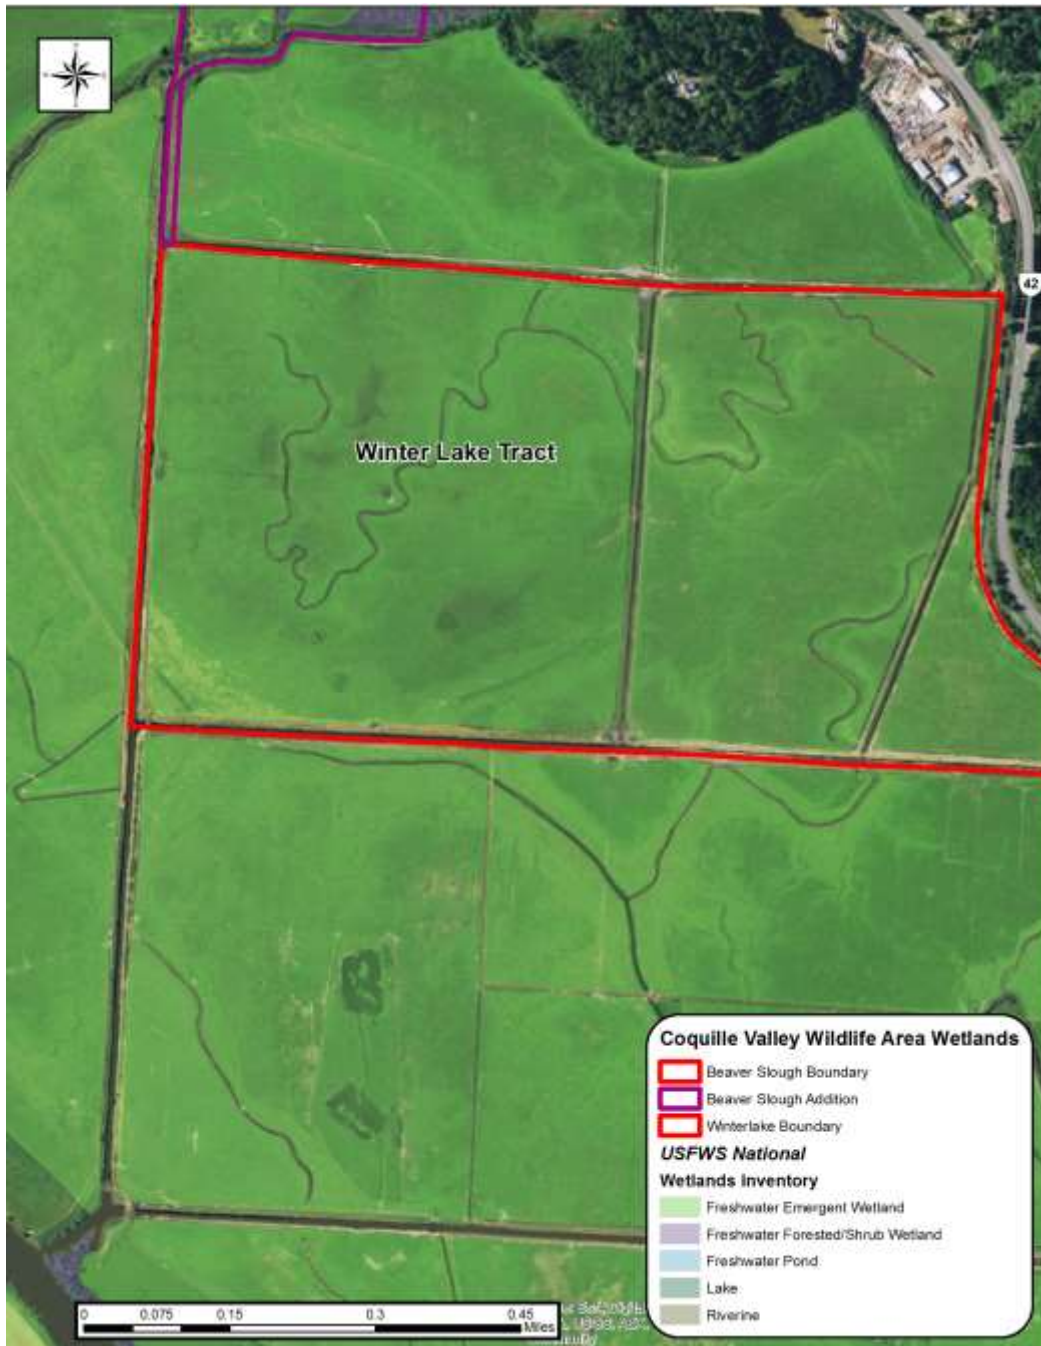 42
Winter Lake Tract
Coquille Valley Wildlife Area Wetlands
Beaver Slough Boundary
Beaver Slough Addition
Winterlake Boundary
USFWS National
Wetlands Inventory
Freshwater Emergent Wetland
Freshwater Forested/Shrub Wetland
Freshwater Pond
Lake
Riverine
0 0.075 0.15 0.3 0.45
Miles